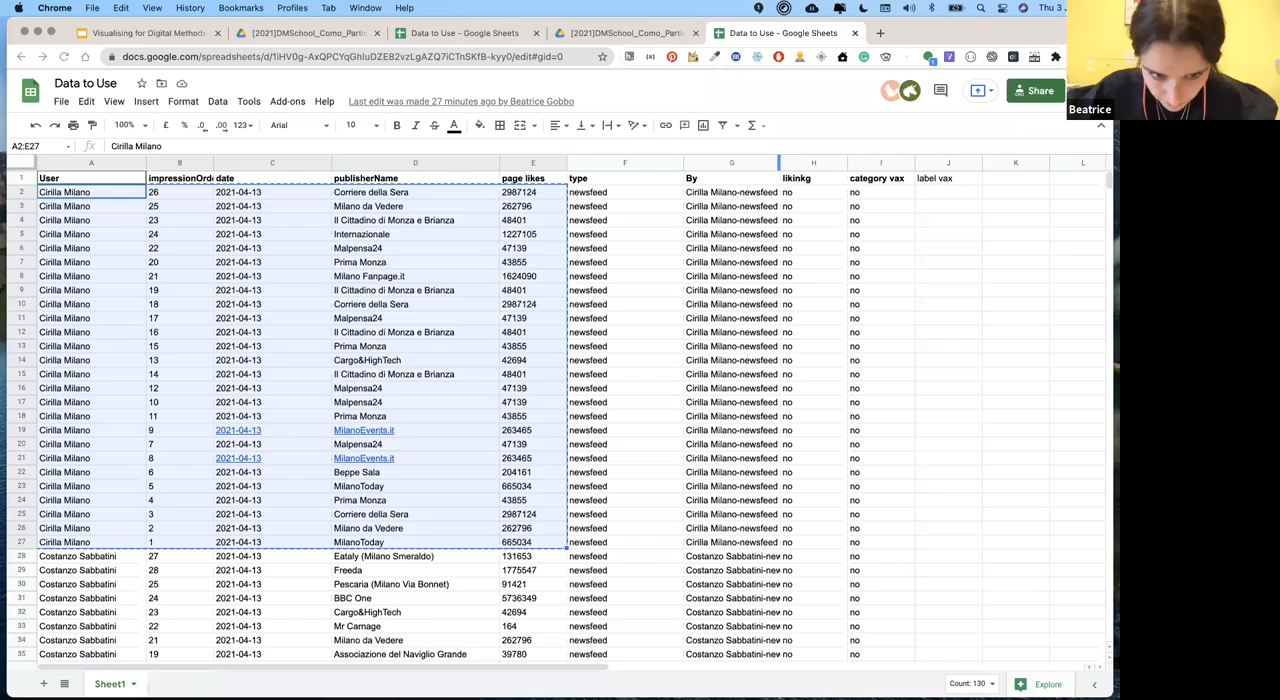 Chrome File Edit View History Bookmarks Profiles Tab Window Help Thu 3
Visualising for Digital Methods [2021]DMSchool_Como_Partic Data to Use - Google Sheets [2021]DMSchool_Como_Partic Data to Use - Google Sheets
docs.google.com/spreadsheets/d/1iHV0g-AxQPCYqGhIuDZE82vzLgAZQ7iCTnSKfB-kyy0/edit#gid=0
Data to Use
File Edit View Insert Format Data Tools Add-ons Help Last edit was made 27 minutes ago by Beatrice Gobbo Share
Beatrice
100% £ % .0 .00 123 Arial 10 B I S A
A2:E27 fx Cirilla Milano
A B C D E F G H I J K L
1 User impressionOrd date publisherName page likes type By likinkg category vax label vax
2 Cirilla Milano 26 2021-04-13 Corriere della Sera 2987124 newsfeed Cirilla Milano-newsfeed no no
3 Cirilla Milano 25 2021-04-13 Milano da Vedere 262796 newsfeed Cirilla Milano-newsfeed no no
4 Cirilla Milano 23 2021-04-13 Il Cittadino di Monza e Brianza 48401 newsfeed Cirilla Milano-newsfeed no no
5 Cirilla Milano 24 2021-04-13 Internazionale 1227105 newsfeed Cirilla Milano-newsfeed no no
6 Cirilla Milano 22 2021-04-13 Malpensa24 47139 newsfeed Cirilla Milano-newsfeed no no
7 Cirilla Milano 20 2021-04-13 Prima Monza 43855 newsfeed Cirilla Milano-newsfeed no no
8 Cirilla Milano 21 2021-04-13 Milano Fanpage.it 1624090 newsfeed Cirilla Milano-newsfeed no no
9 Cirilla Milano 19 2021-04-13 Il Cittadino di Monza e Brianza 48401 newsfeed Cirilla Milano-newsfeed no no
10 Cirilla Milano 18 2021-04-13 Corriere della Sera 2987124 newsfeed Cirilla Milano-newsfeed no no
11 Cirilla Milano 17 2021-04-13 Malpensa24 47139 newsfeed Cirilla Milano-newsfeed no no
12 Cirilla Milano 16 2021-04-13 Il Cittadino di Monza e Brianza 48401 newsfeed Cirilla Milano-newsfeed no no
13 Cirilla Milano 15 2021-04-13 Prima Monza 43855 newsfeed Cirilla Milano-newsfeed no no
14 Cirilla Milano 13 2021-04-13 Cargo&HighTech 42694 newsfeed Cirilla Milano-newsfeed no no
15 Cirilla Milano 14 2021-04-13 Il Cittadino di Monza e Brianza 48401 newsfeed Cirilla Milano-newsfeed no no
16 Cirilla Milano 12 2021-04-13 Malpensa24 47139 newsfeed Cirilla Milano-newsfeed no no
17 Cirilla Milano 10 2021-04-13 Malpensa24 47139 newsfeed Cirilla Milano-newsfeed no no
18 Cirilla Milano 11 2021-04-13 Prima Monza 43855 newsfeed Cirilla Milano-newsfeed no no
19 Cirilla Milano 9 2021-04-13 MilanoEvents.it 263465 newsfeed Cirilla Milano-newsfeed no no
20 Cirilla Milano 7 2021-04-13 Malpensa24 47139 newsfeed Cirilla Milano-newsfeed no no
21 Cirilla Milano 8 2021-04-13 MilanoEvents.it 263465 newsfeed Cirilla Milano-newsfeed no no
22 Cirilla Milano 6 2021-04-13 Beppe Sala 204161 newsfeed Cirilla Milano-newsfeed no no
23 Cirilla Milano 5 2021-04-13 MilanoToday 665034 newsfeed Cirilla Milano-newsfeed no no
24 Cirilla Milano 4 2021-04-13 Prima Monza 43855 newsfeed Cirilla Milano-newsfeed no no
25 Cirilla Milano 3 2021-04-13 Corriere della Sera 2987124 newsfeed Cirilla Milano-newsfeed no no
26 Cirilla Milano 2 2021-04-13 Milano da Vedere 262796 newsfeed Cirilla Milano-newsfeed no no
27 Cirilla Milano 1 2021-04-13 MilanoToday 665034 newsfeed Cirilla Milano-newsfeed no no
28 Costanzo Sabbatini 27 2021-04-13 Eataly (Milano Smeraldo) 131653 newsfeed Costanzo Sabbatini-new no no
29 Costanzo Sabbatini 28 2021-04-13 Freeda 1775547 newsfeed Costanzo Sabbatini-new no no
30 Costanzo Sabbatini 25 2021-04-13 Pescaria (Milano Via Bonnet) 91421 newsfeed Costanzo Sabbatini-new no no
31 Costanzo Sabbatini 24 2021-04-13 BBC One 5736349 newsfeed Costanzo Sabbatini-new no no
32 Costanzo Sabbatini 23 2021-04-13 Cargo&HighTech 42694 newsfeed Costanzo Sabbatini-new no no
33 Costanzo Sabbatini 22 2021-04-13 Mr Carnage 164 newsfeed Costanzo Sabbatini-new no no
34 Costanzo Sabbatini 21 2021-04-13 Milano da Vedere 262796 newsfeed Costanzo Sabbatini-new no no
35 Costanzo Sabbatini 19 2021-04-13 Associazione del Naviglio Grande 39780 newsfeed Costanzo Sabbatini-new no no
Sheet1 Count: 130 Explore